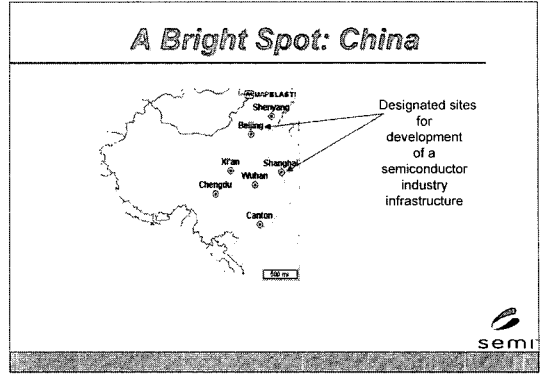 A Bright Spot: China
MAPBLAST!
Shenyang
Beijing
Xi'an
Shanghai
Wuhan
Chengdu
Canton
500 mi
Designated sites
for
development
of a
semiconductor
industry
infrastructure
semi